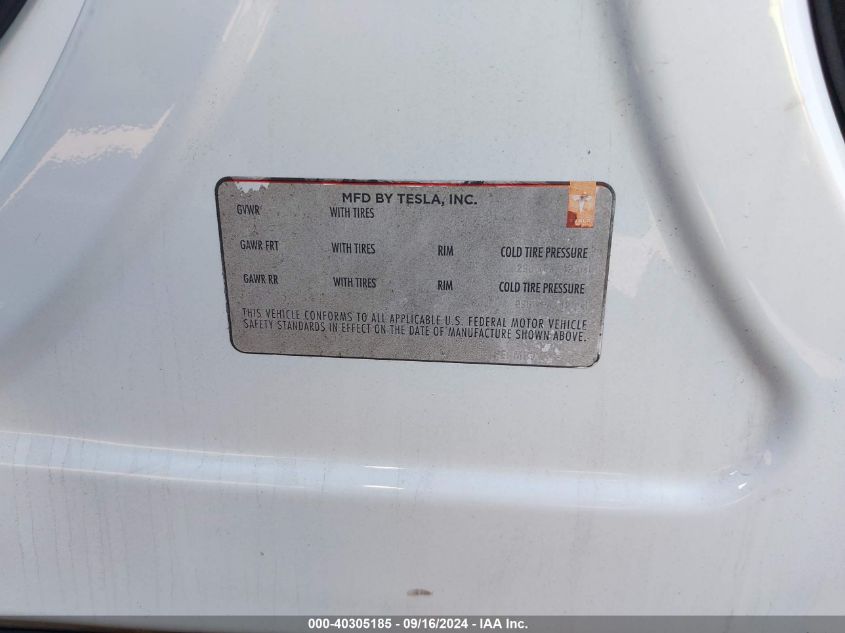 MFD BY TESLA, INC.
GVWR WITH TIRES
GAWR FRT WITH TIRES RIM COLD TIRE PRESSURE
GAWR RR WITH TIRES RIM COLD TIRE PRESSURE
THIS VEHICLE CONFORMS TO ALL APPLICABLE U.S. FEDERAL MOTOR VEHICLE
SAFETY STANDARDS IN EFFECT ON THE DATE OF MANUFACTURE SHOWN ABOVE.
000-40305185 - 09/16/2024 - IAA Inc.